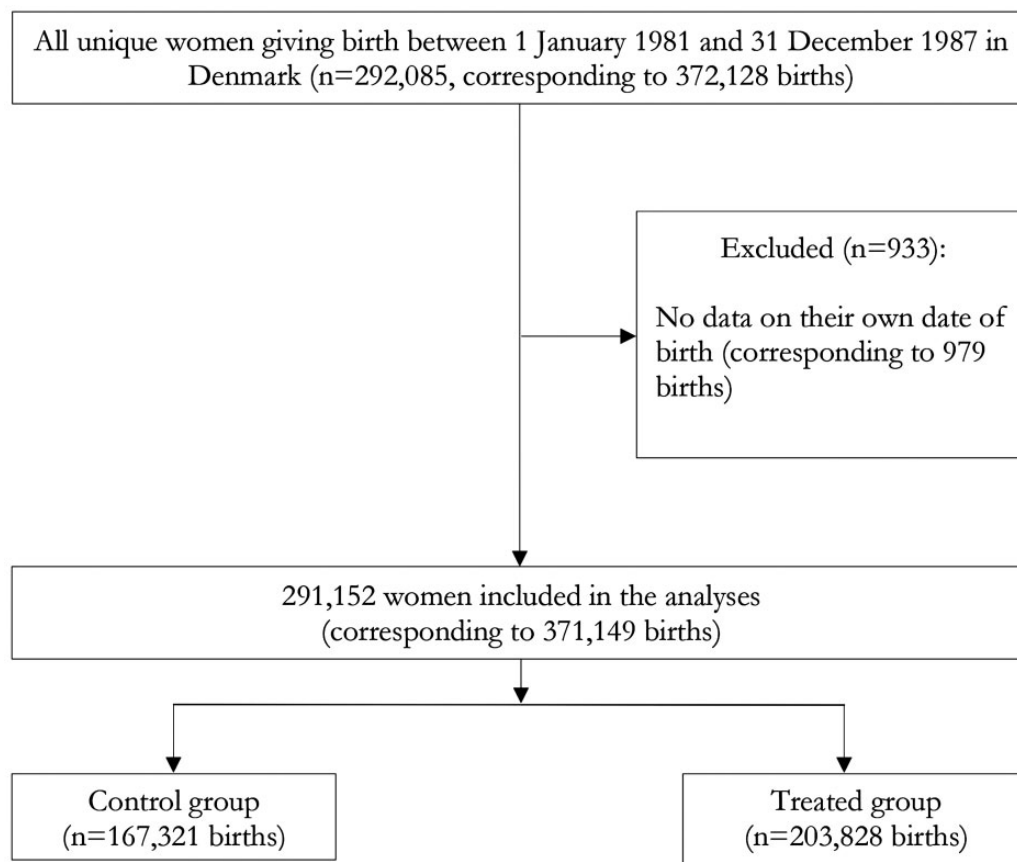 All unique women giving birth between 1 January 1981 and 31 December 1987 in
Denmark (n=292,085, corresponding to 372,128 births)
Excluded (n=933):
No data on their own date of
birth (corresponding to 979
births)
291,152 women included in the analyses
(corresponding to 371,149 births)
Control group
(n=167,321 births)
Treated group
(n=203,828 births)